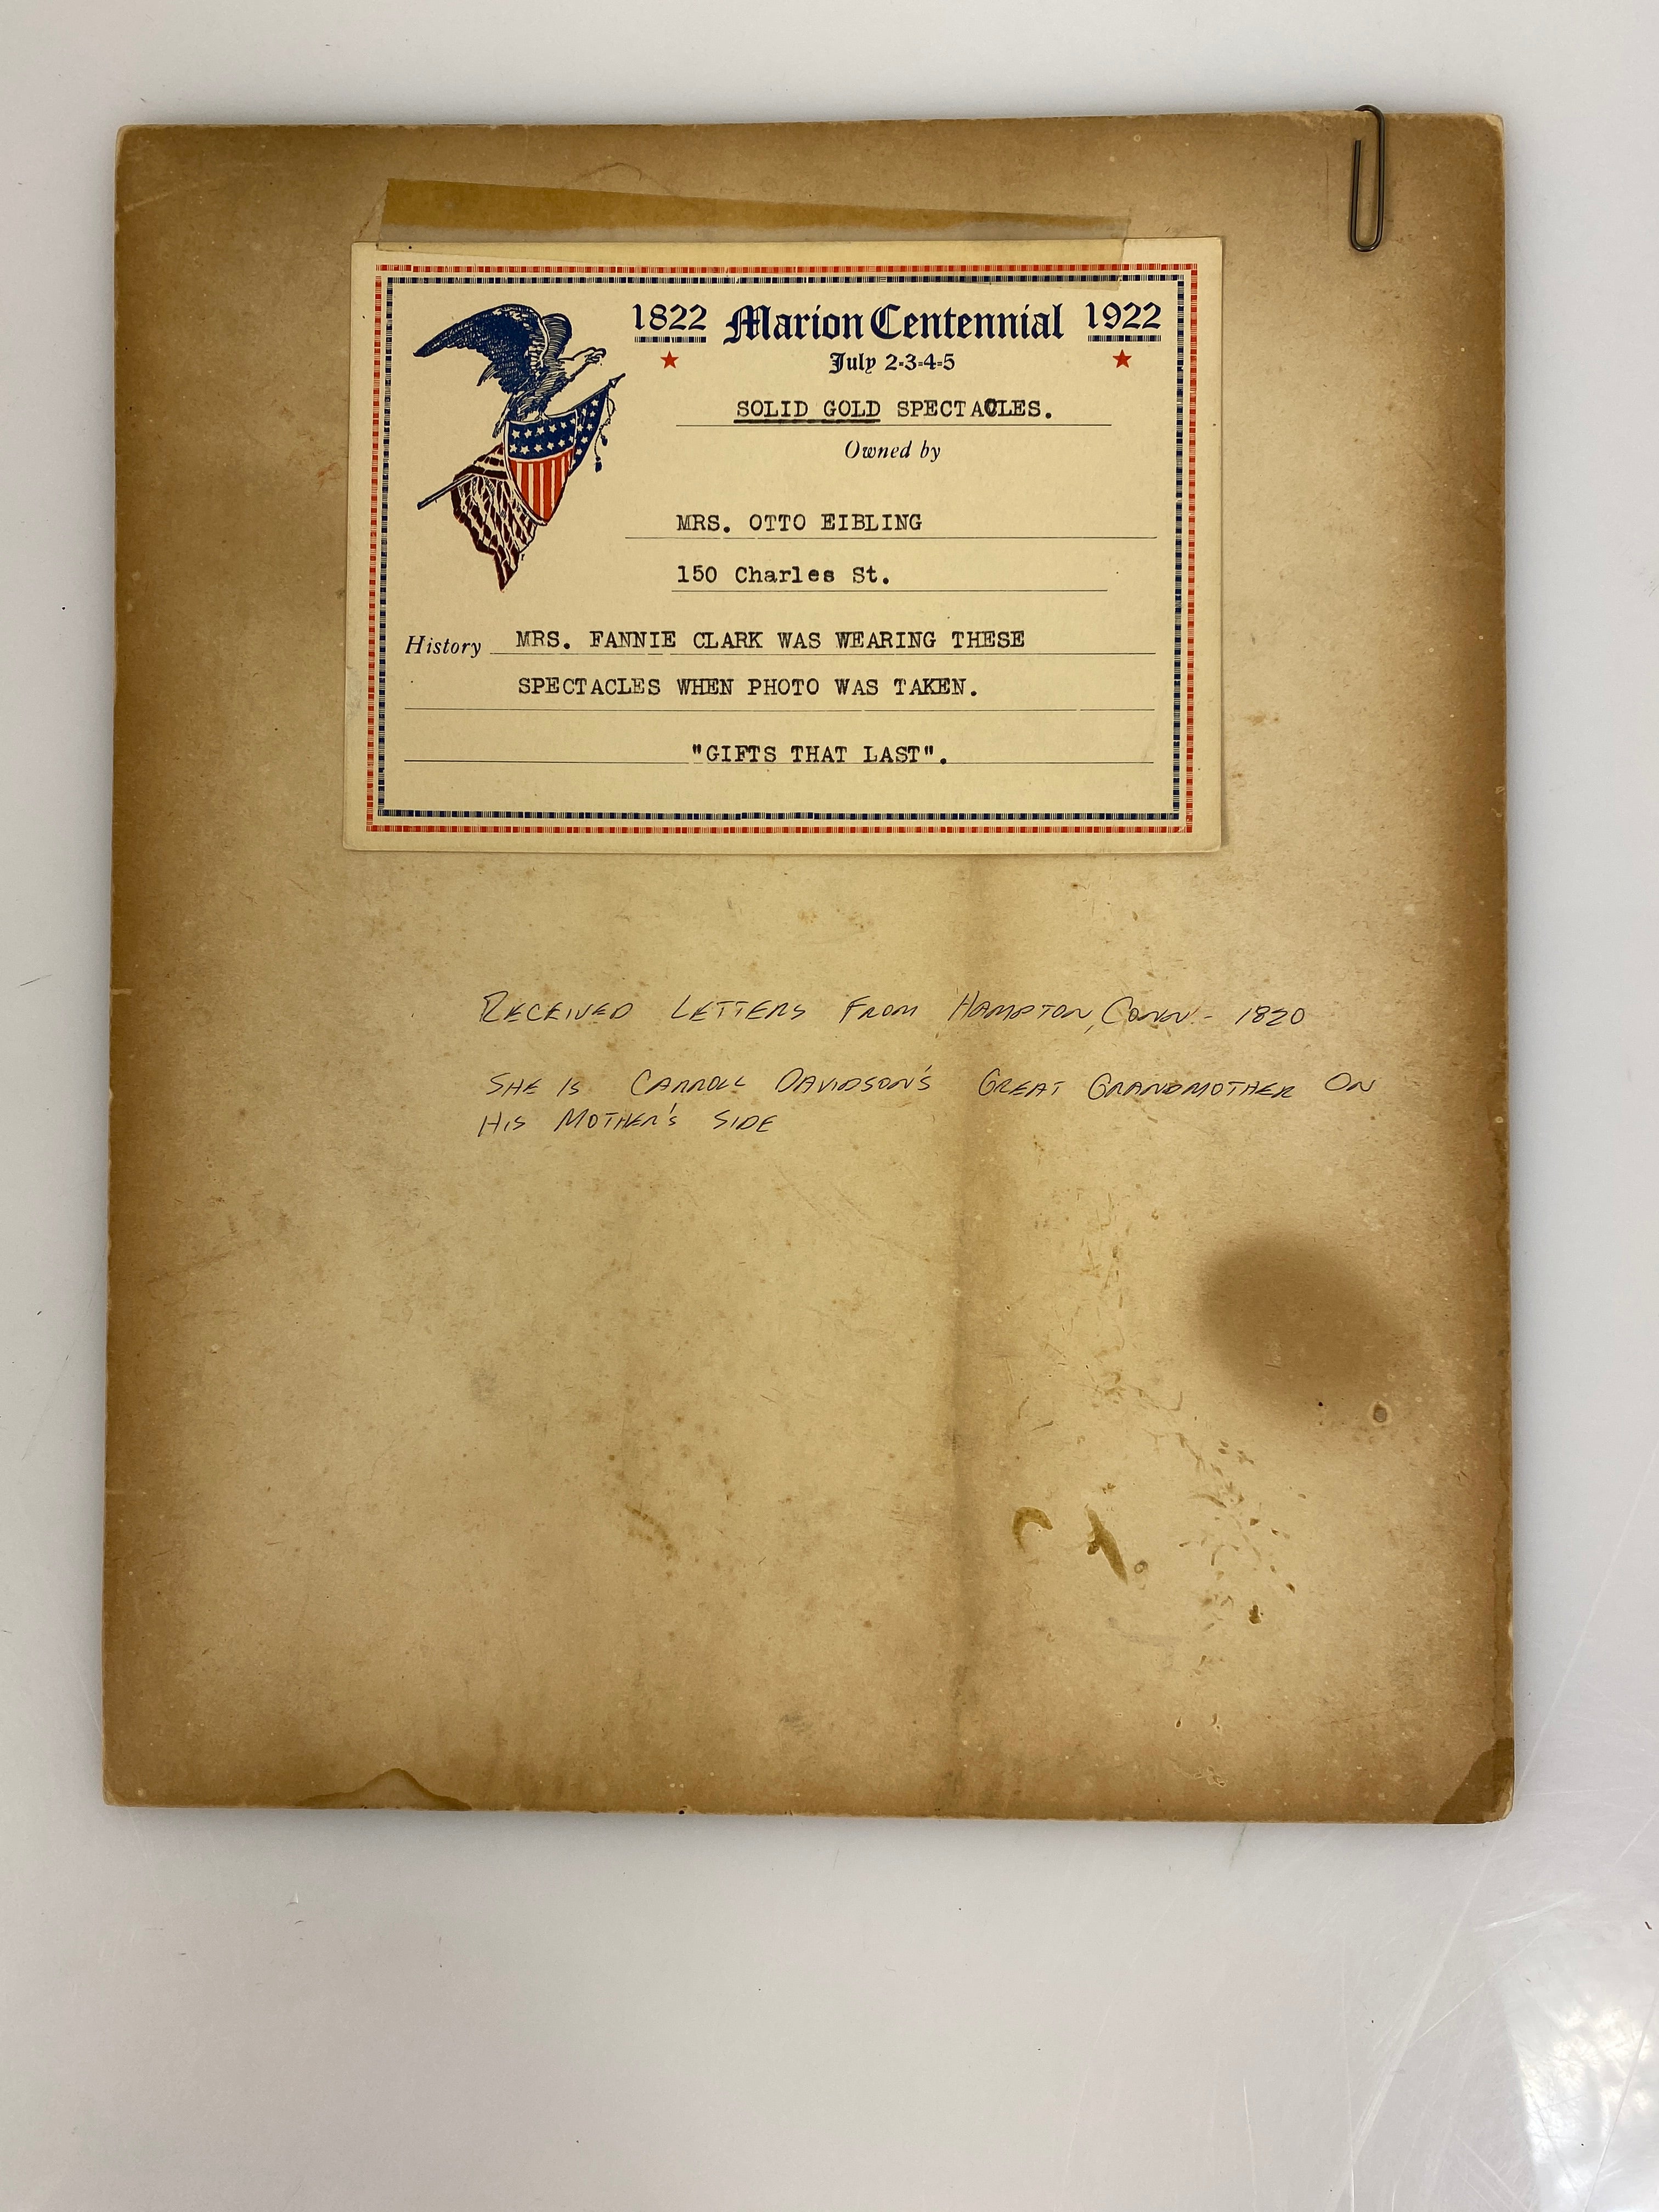 1822 Marion Centennial 1922
July 2-3-4-5
SOLID GOLD SPECTACLES.
Owned by
MRS. OTTO EIBLING
150 Charles St.
History MRS. FANNIE CLARK WAS WEARING THESE
SPECTACLES WHEN PHOTO WAS TAKEN.
"GIFTS THAT LAST".
RECEIVED LETTERS FROM HAMPTON, CONN - 1820
SHE IS CARROLL DAVIDSON'S GREAT GRANDMOTHER ON
HIS MOTHER'S SIDE